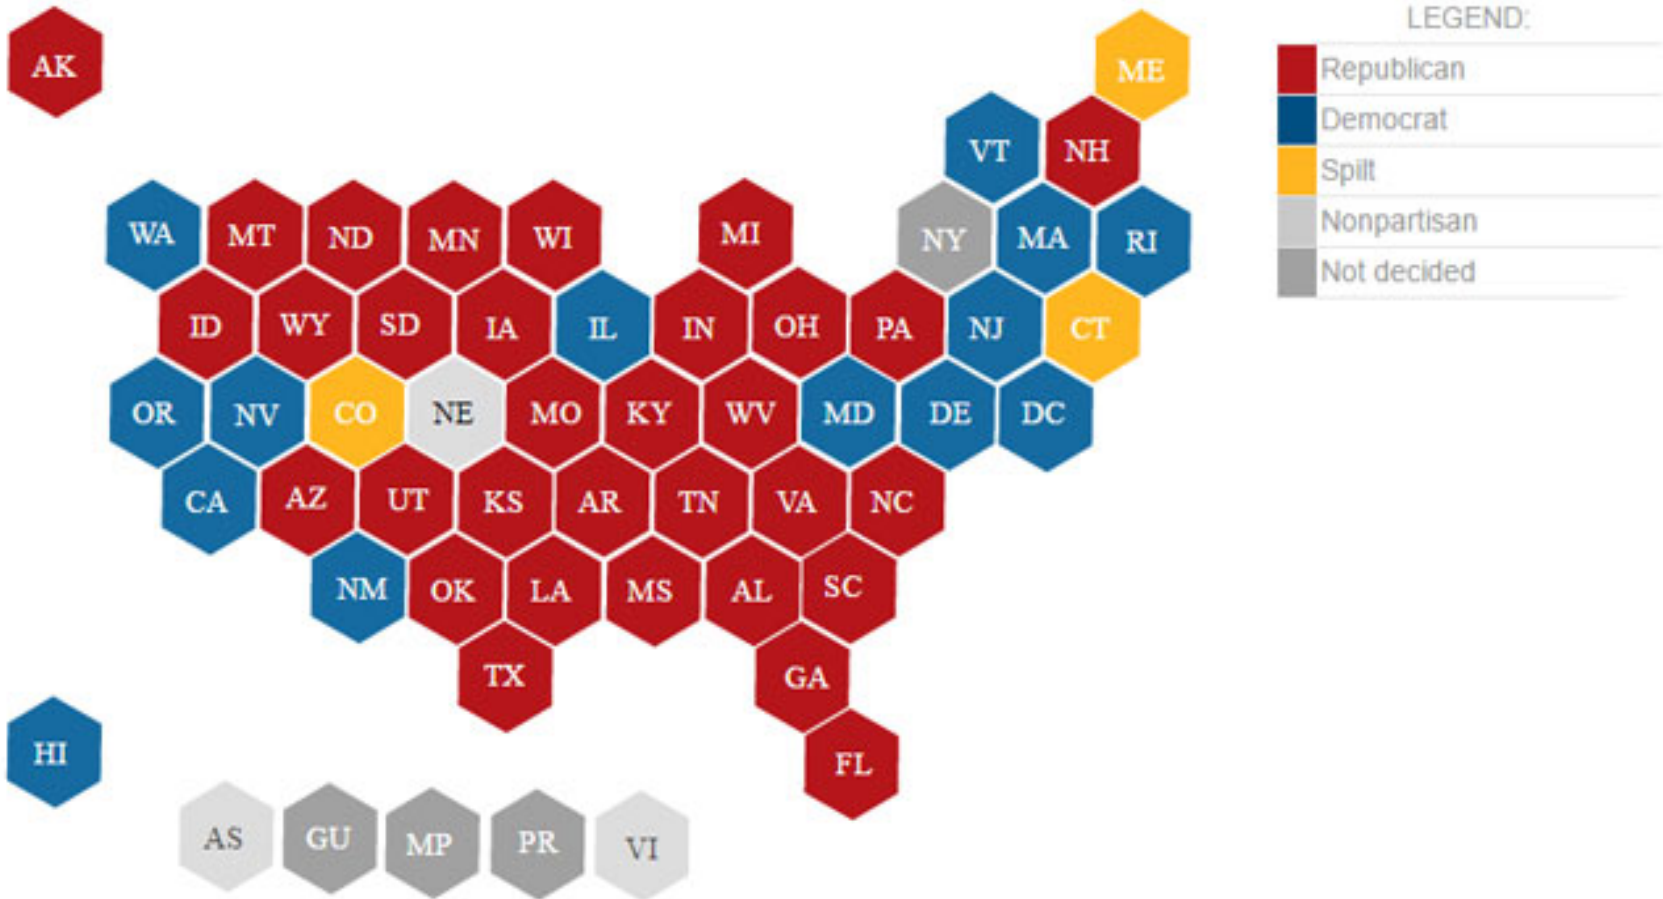 LEGEND:
AK
Republican
ME
Democrat
VT NH
Spilt
WA MT ND MN WI MI NY MA RI
Nonpartisan
Not decided
ID WY SD IA IL IN OH PA NJ CT
OR NV CO NE MO KY WV MD DE DC
CA AZ UT KS AR TN VA NC
NM OK LA MS AL SC
TX GA
HI FL
AS GU MP PR VI